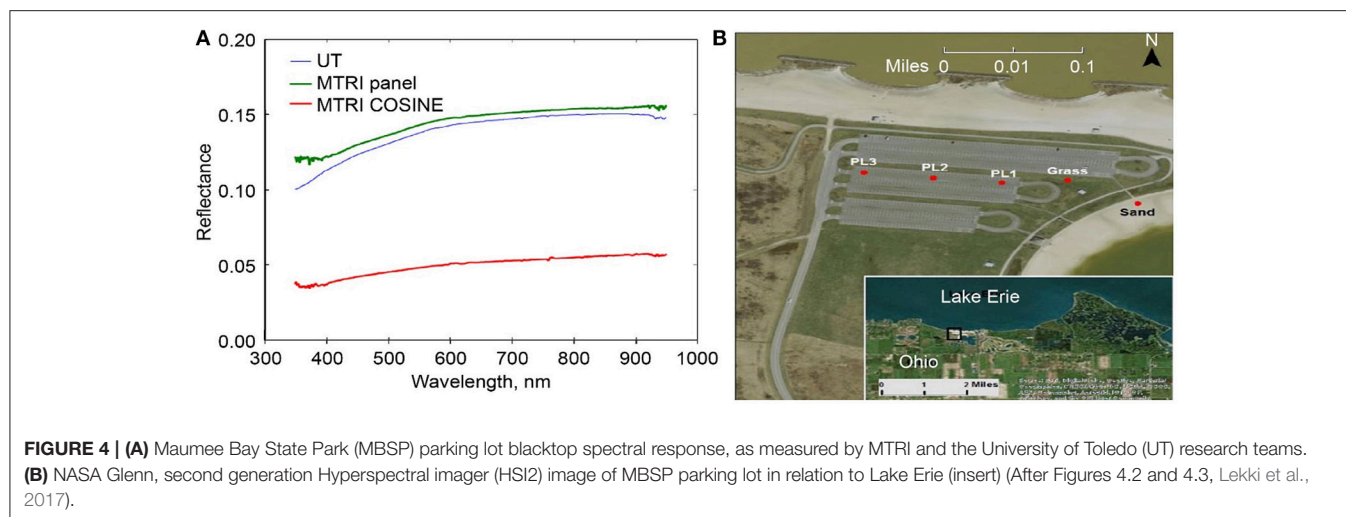 A
0.20
0.15
0.10
0.05
0.00
Reflectance
UT
MTRI panel
MTRI COSINE
300 400 500 600 700 800 900 1000
Wavelength, nm
B
N
Miles 0 0.01 0.1
PL3
PL2
PL1
Grass
Sand
Lake Erie
Ohio
0 1 2 Miles
FIGURE 4 | (A) Maumee Bay State Park (MBSP) parking lot blacktop spectral response, as measured by MTRI and the University of Toledo (UT) research teams.
(B) NASA Glenn, second generation Hyperspectral imager (HSI2) image of MBSP parking lot in relation to Lake Erie (insert) (After Figures 4.2 and 4.3, Lekki et al.,
2017).